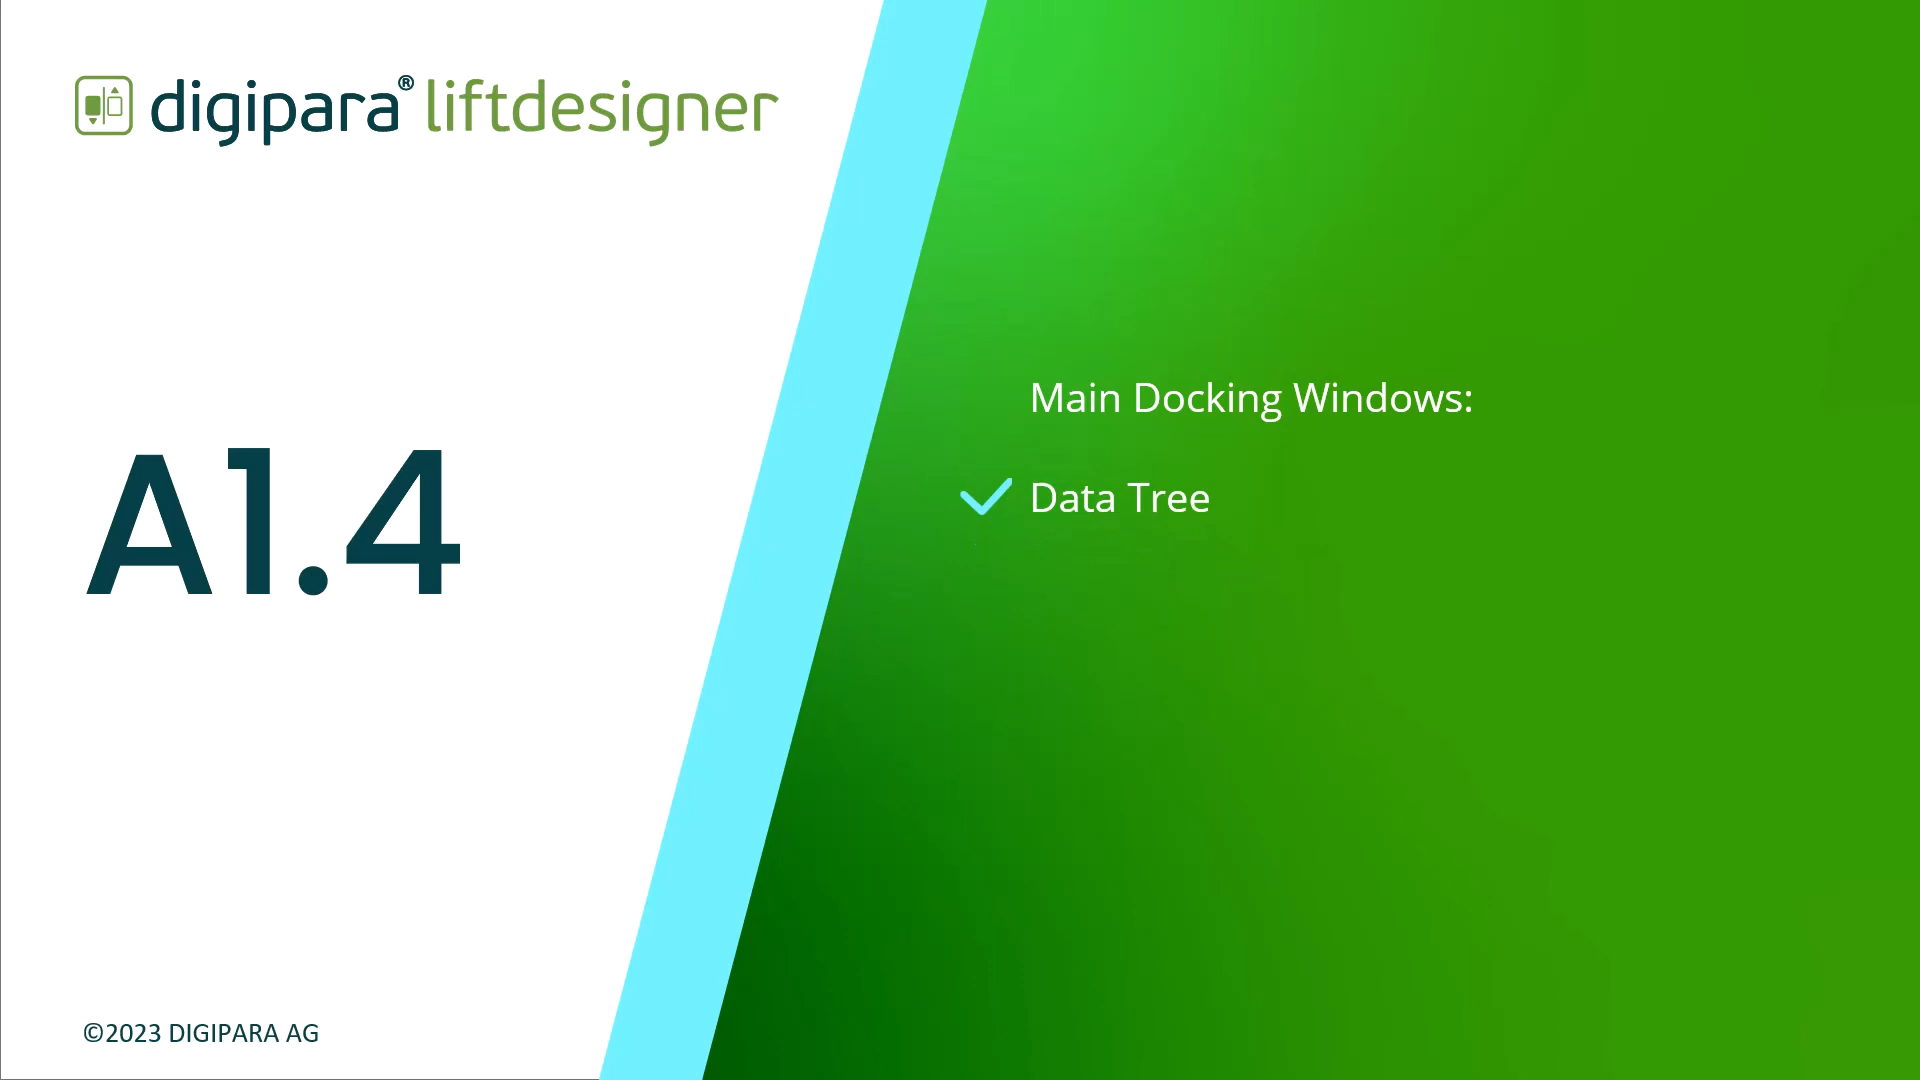 digipara® liftdesigner
A1.4
Main Docking Windows:
Data Tree
©2023 DIGIPARA AG